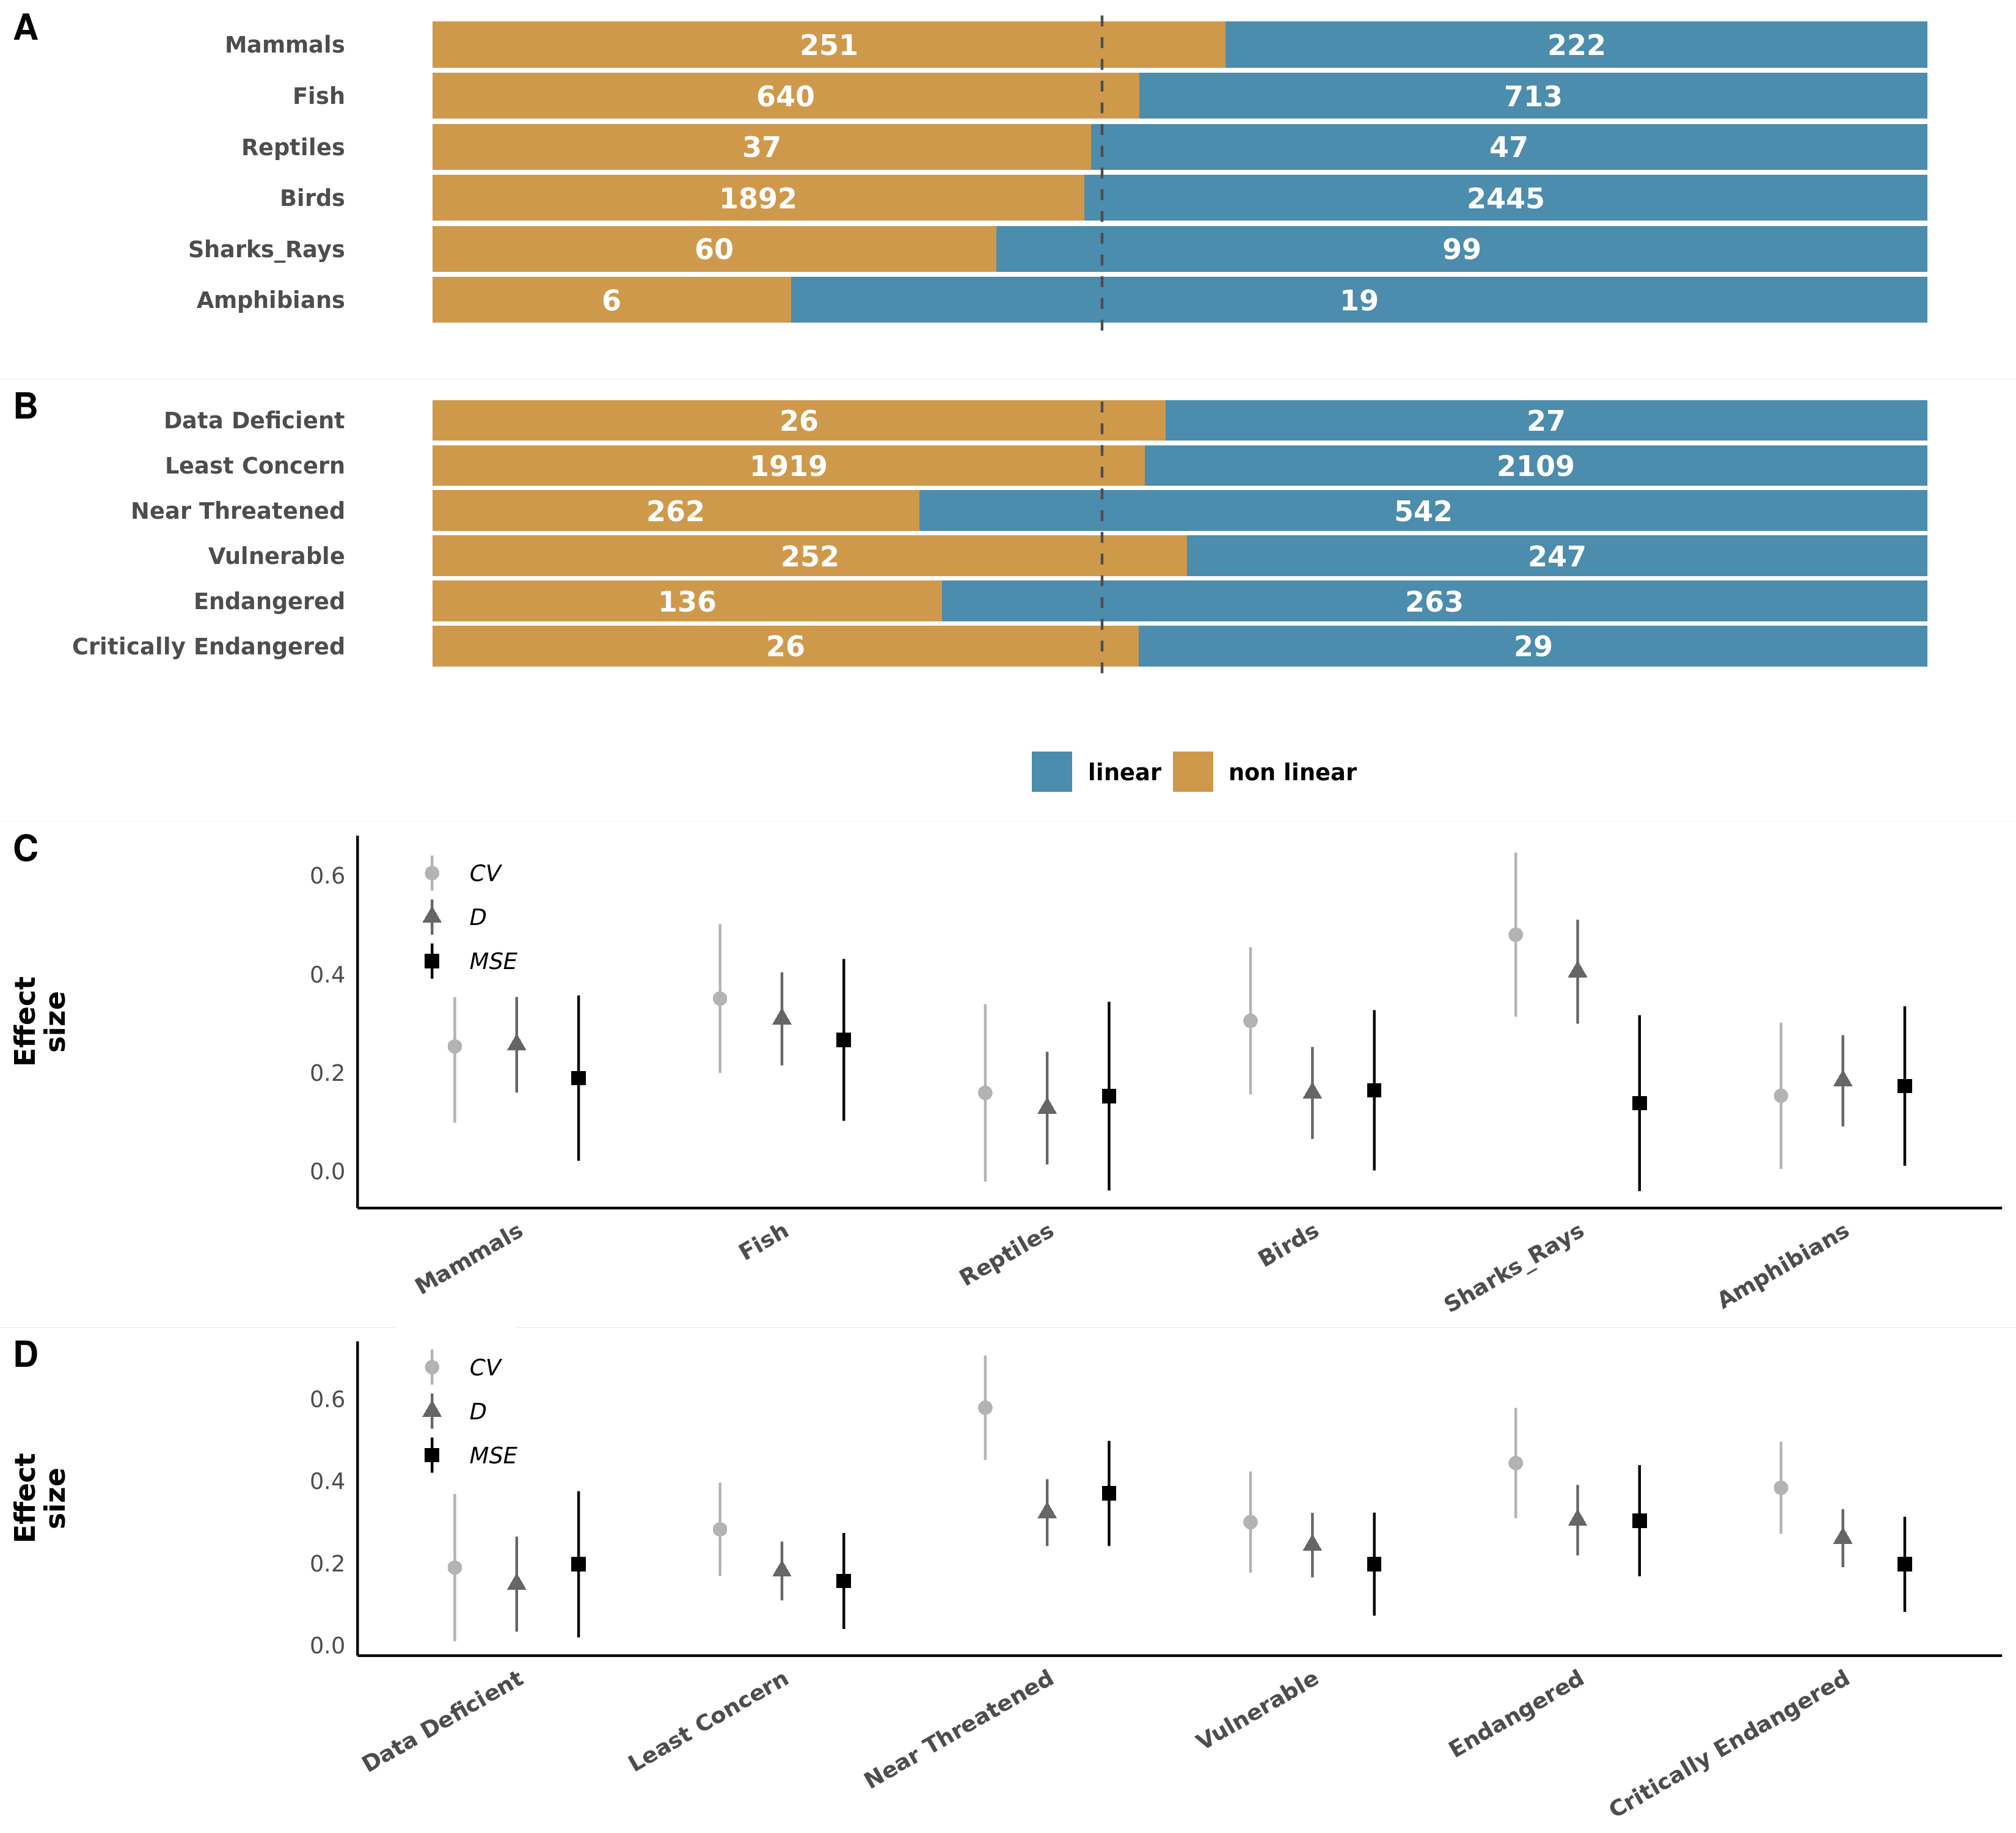 A
Mammals 251 222
Fish 640 713
Reptiles 37 47
Birds 1892 2445
Sharks_Rays 60 99
Amphibians 6 19
B
Data Deficient 26 27
Least Concern 1919 2109
Near Threatened 262 542
Vulnerable 252 247
Endangered 136 263
Critically Endangered 26 29
linear non linear
C
Effect
size
0.6
0.4
0.2
0.0
CV
D
MSE
Mammals Fish Reptiles Birds Sharks_Rays Amphibians
D
Effect
size
0.6
0.4
0.2
0.0
CV
D
MSE
Data Deficient Least Concern Near Threatened Vulnerable Endangered Critically Endangered